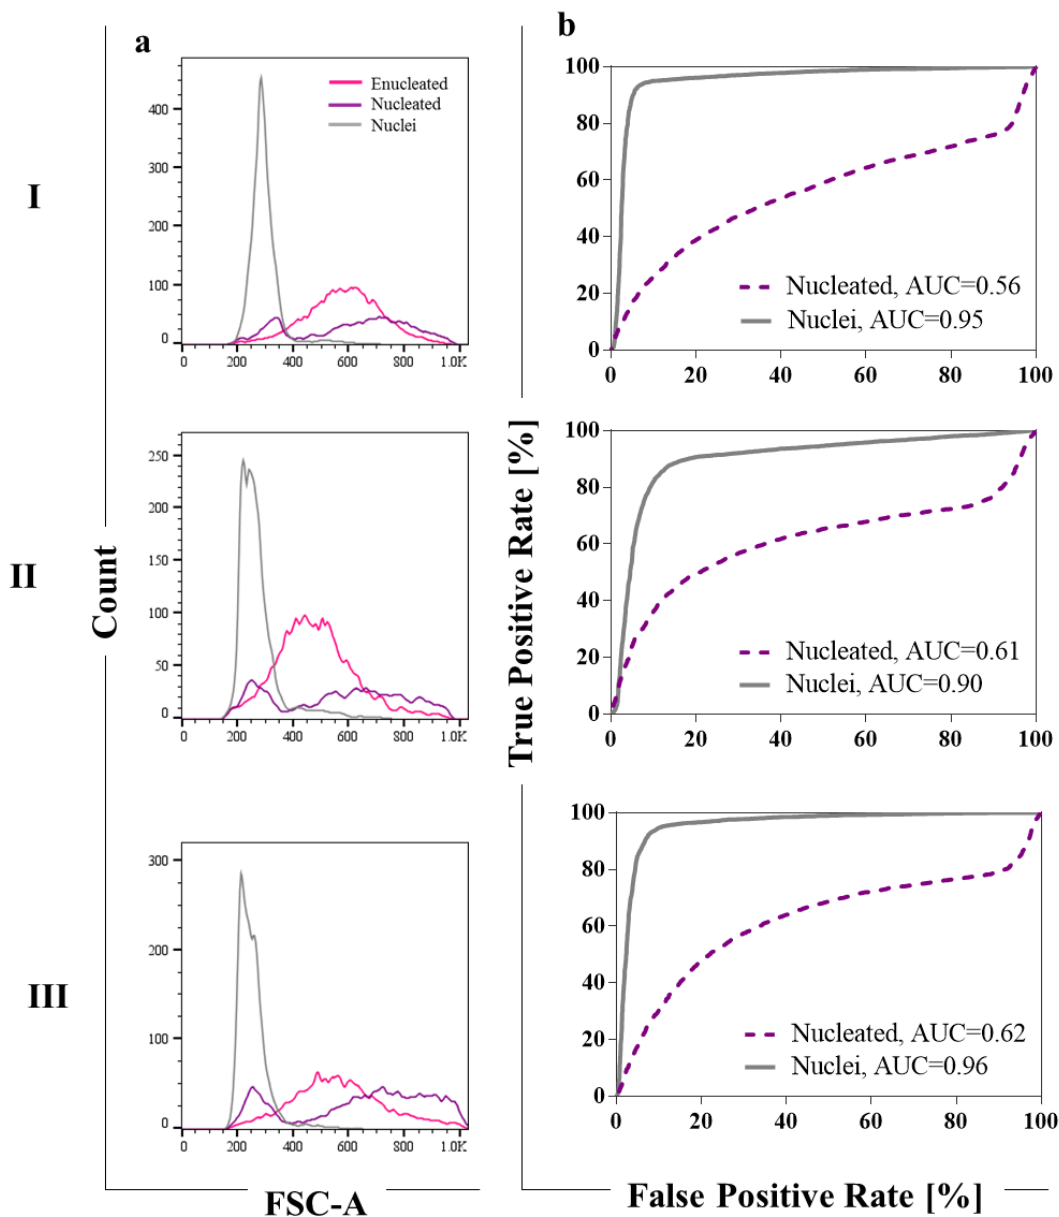 a
b
I
Enucleated
Nucleated
Nuclei
400
300
200
100
0
0 200 400 600 800 1.0K
100
80
60
40
20
0
Nucleated, AUC=0.56
Nuclei, AUC=0.95
0 20 40 60 80 100
II
250
200
150
100
50
0
0 200 400 600 800 1.0K
100
80
60
40
20
0
Nucleated, AUC=0.61
Nuclei, AUC=0.90
0 20 40 60 80 100
III
300
200
100
0
0 200 400 600 800 1.0K
100
80
60
40
20
0
Nucleated, AUC=0.62
Nuclei, AUC=0.96
0 20 40 60 80 100
Count
True Positive Rate [%]
FSC-A
False Positive Rate [%]